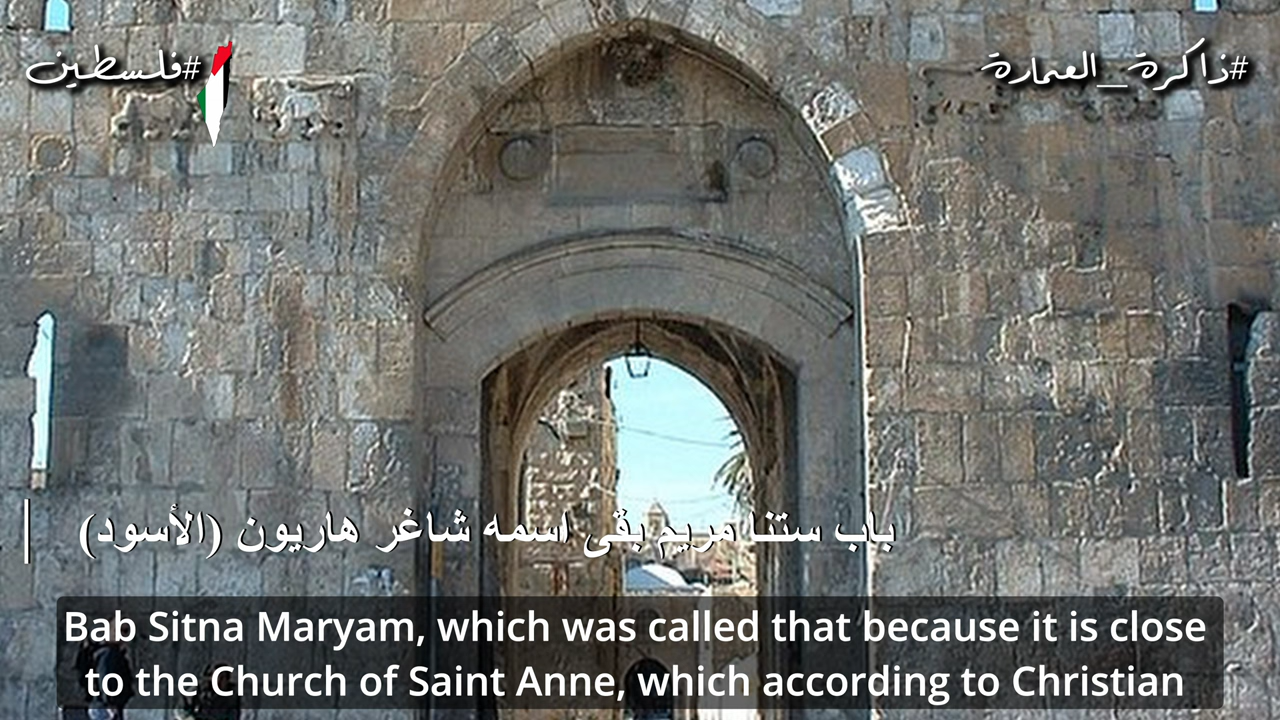 #ذاكرة_العمارة
#فلسطين
باب ستنا مريم بقى اسمه شاغر هاريون (الأسود)
Bab Sitna Maryam, which was called that because it is close
to the Church of Saint Anne, which according to Christian